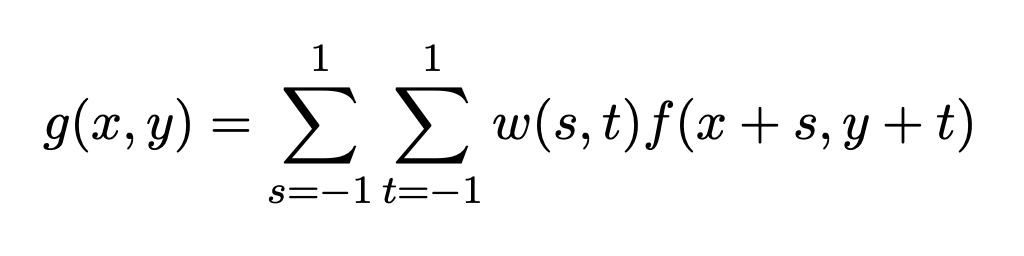 g(x, y) = \sum_{s=-1}^{1} \sum_{t=-1}^{1} w(s, t) f(x + s, y + t)